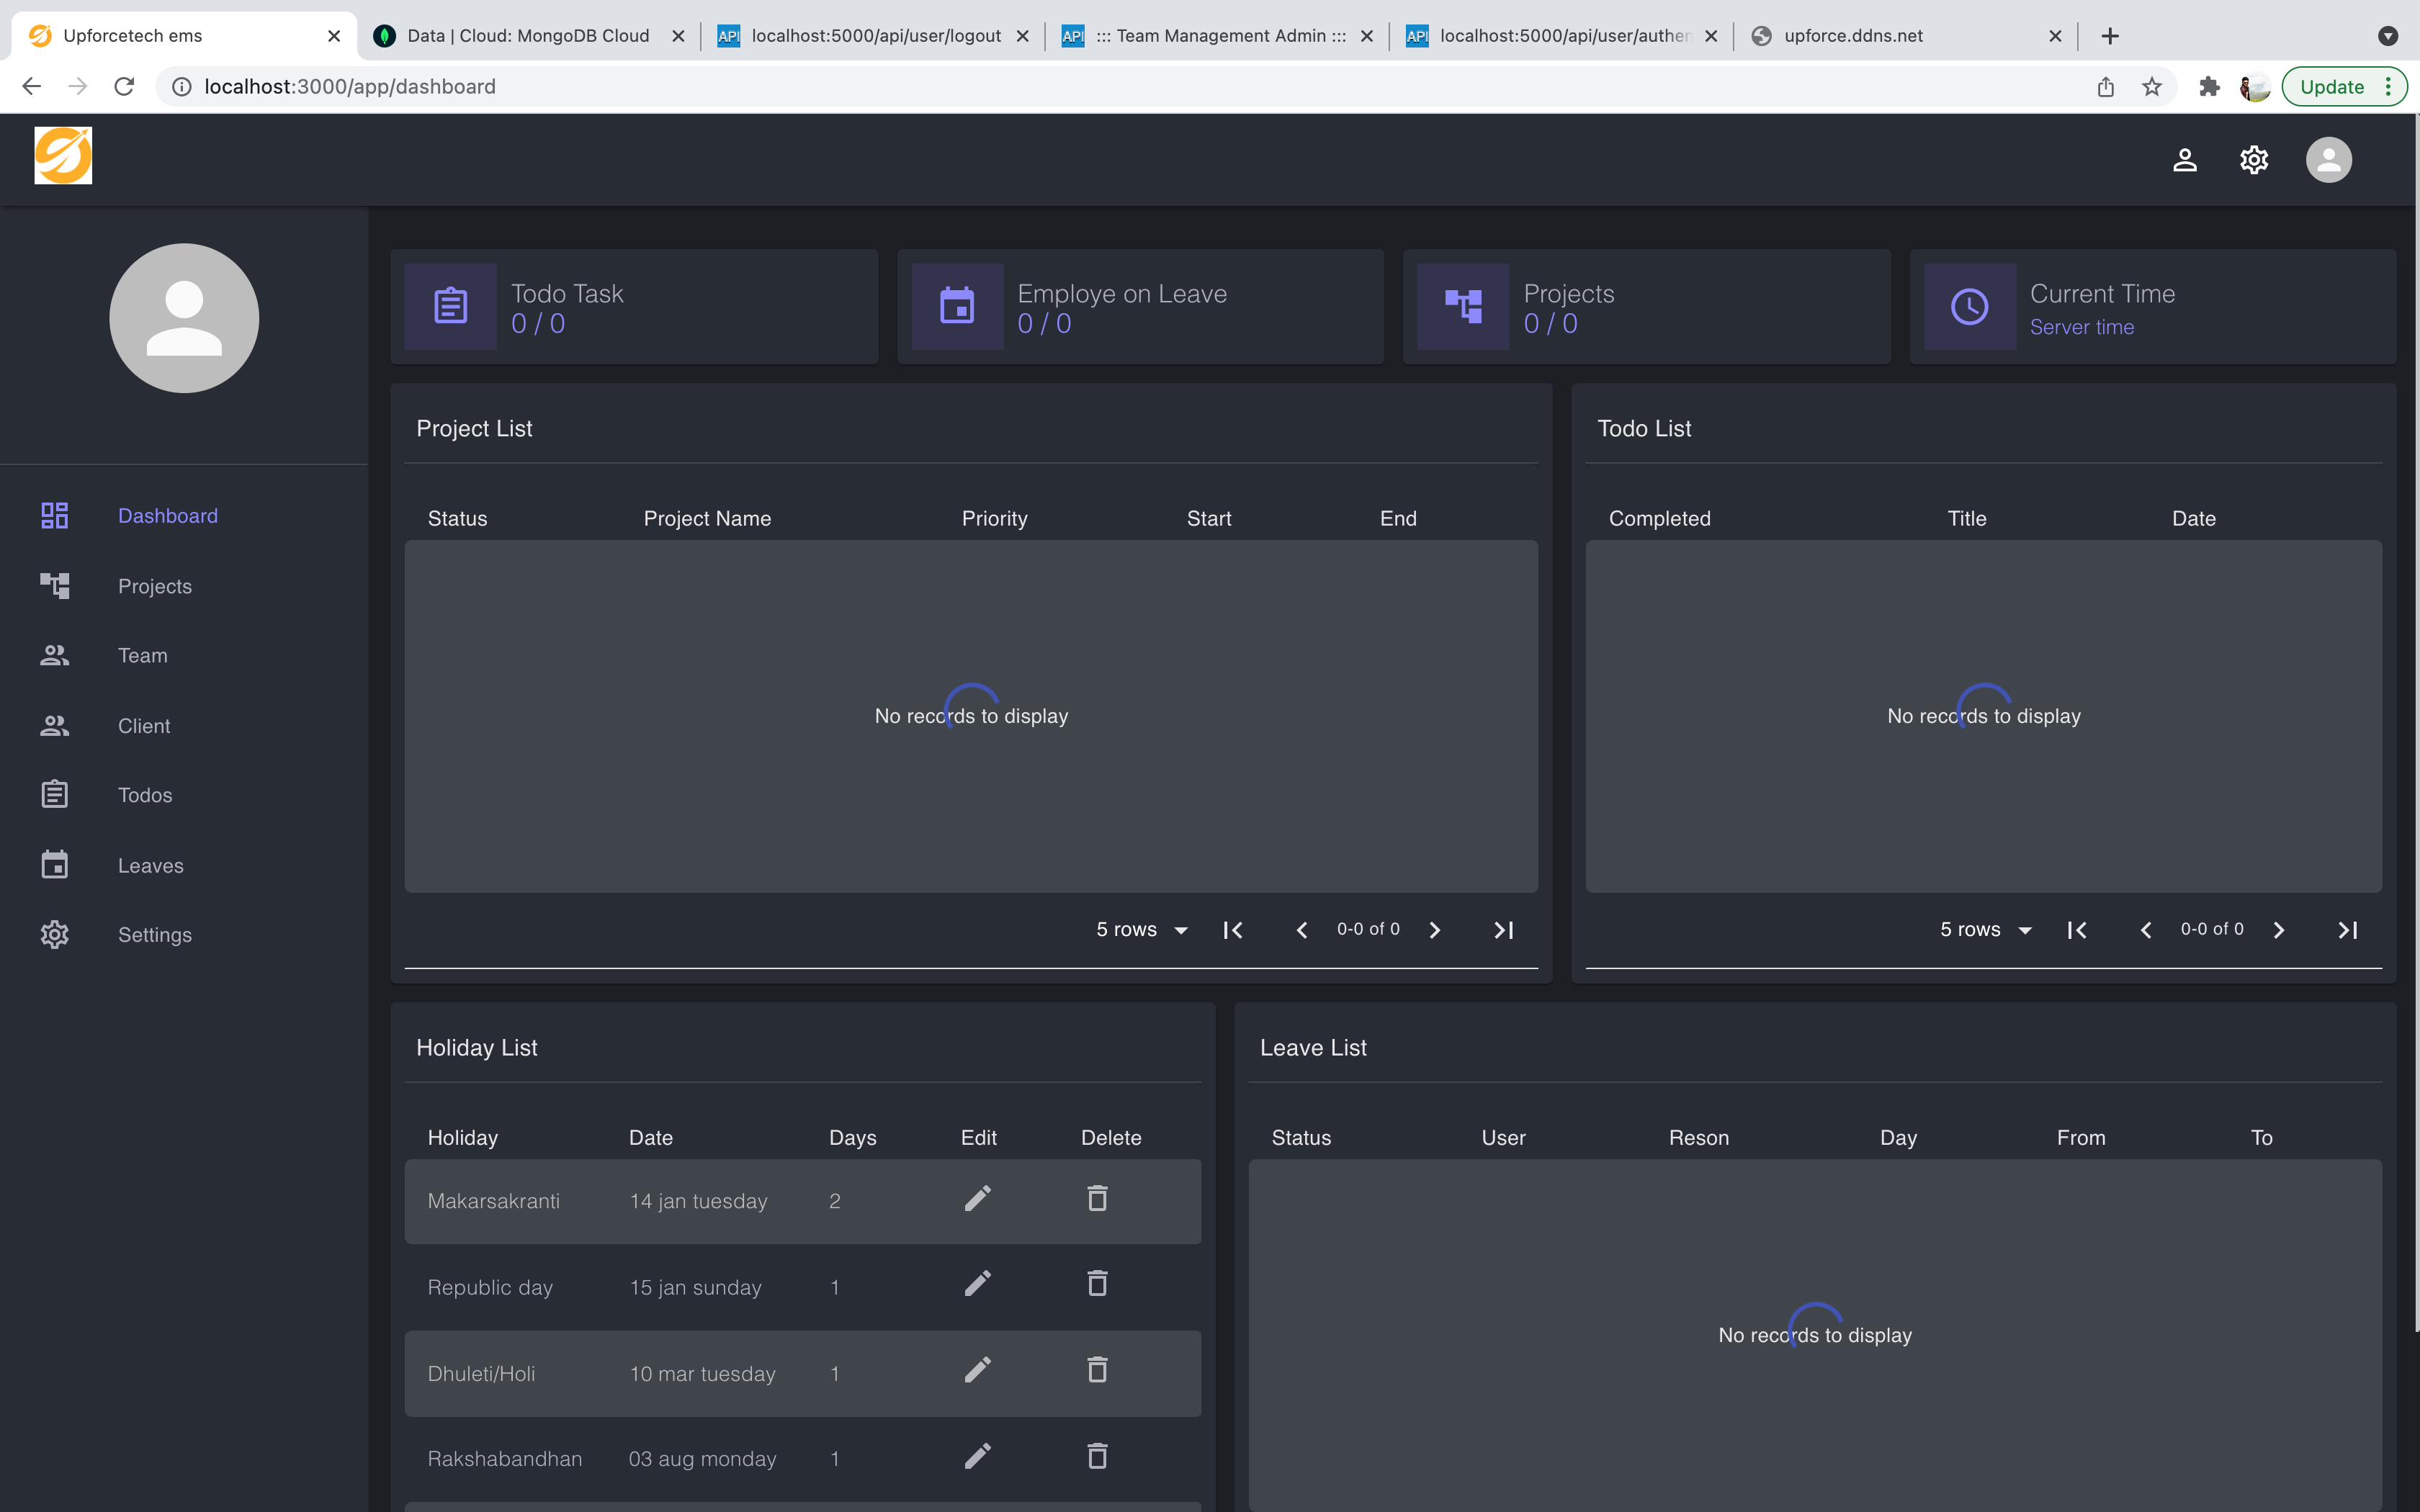 Upforcetech ems
Data | Cloud: MongoDB Cloud
API localhost:5000/api/user/logout
API ::: Team Management Admin :::
API localhost:5000/api/user/authen
upforce.ddns.net
localhost:3000/app/dashboard
Update
Todo Task
0 / 0
Employe on Leave
0 / 0
Projects
0 / 0
Current Time
Server time
Dashboard
Projects
Team
Client
Todos
Leaves
Settings
Project List
Status Project Name Priority Start End
No records to display
5 rows 0-0 of 0
Todo List
Completed Title Date
No records to display
5 rows 0-0 of 0
Holiday List
Holiday Date Days Edit Delete
Makarsakranti 14 jan tuesday 2
Republic day 15 jan sunday 1
Dhuleti/Holi 10 mar tuesday 1
Rakshabandhan 03 aug monday 1
Leave List
Status User Reson Day From To
No records to display